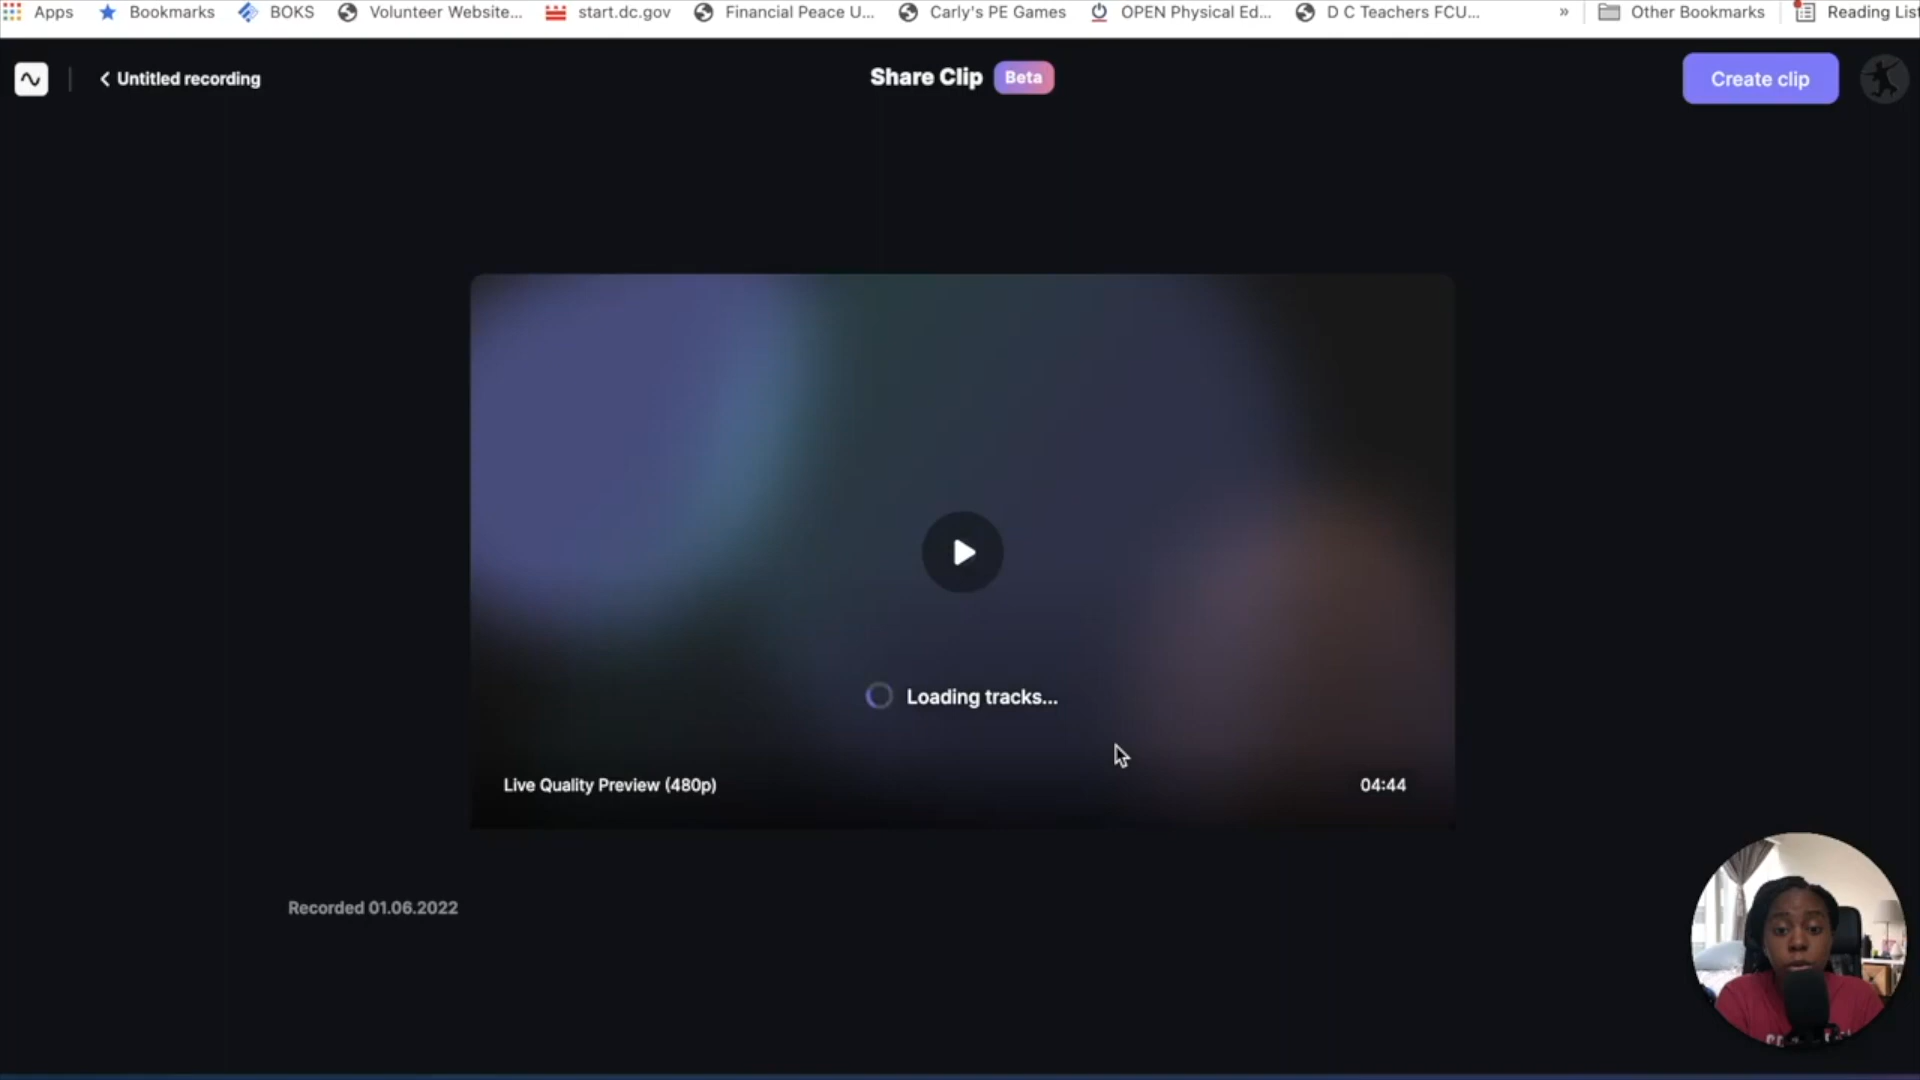 Apps Bookmarks BOKS Volunteer Website... start.dc.gov Financial Peace U... Carly's PE Games OPEN Physical Ed... D C Teachers FCU... » Other Bookmarks Reading List
Untitled recording Share Clip Beta Create clip
Loading tracks...
Live Quality Preview (480p) 04:44
Recorded 01.06.2022